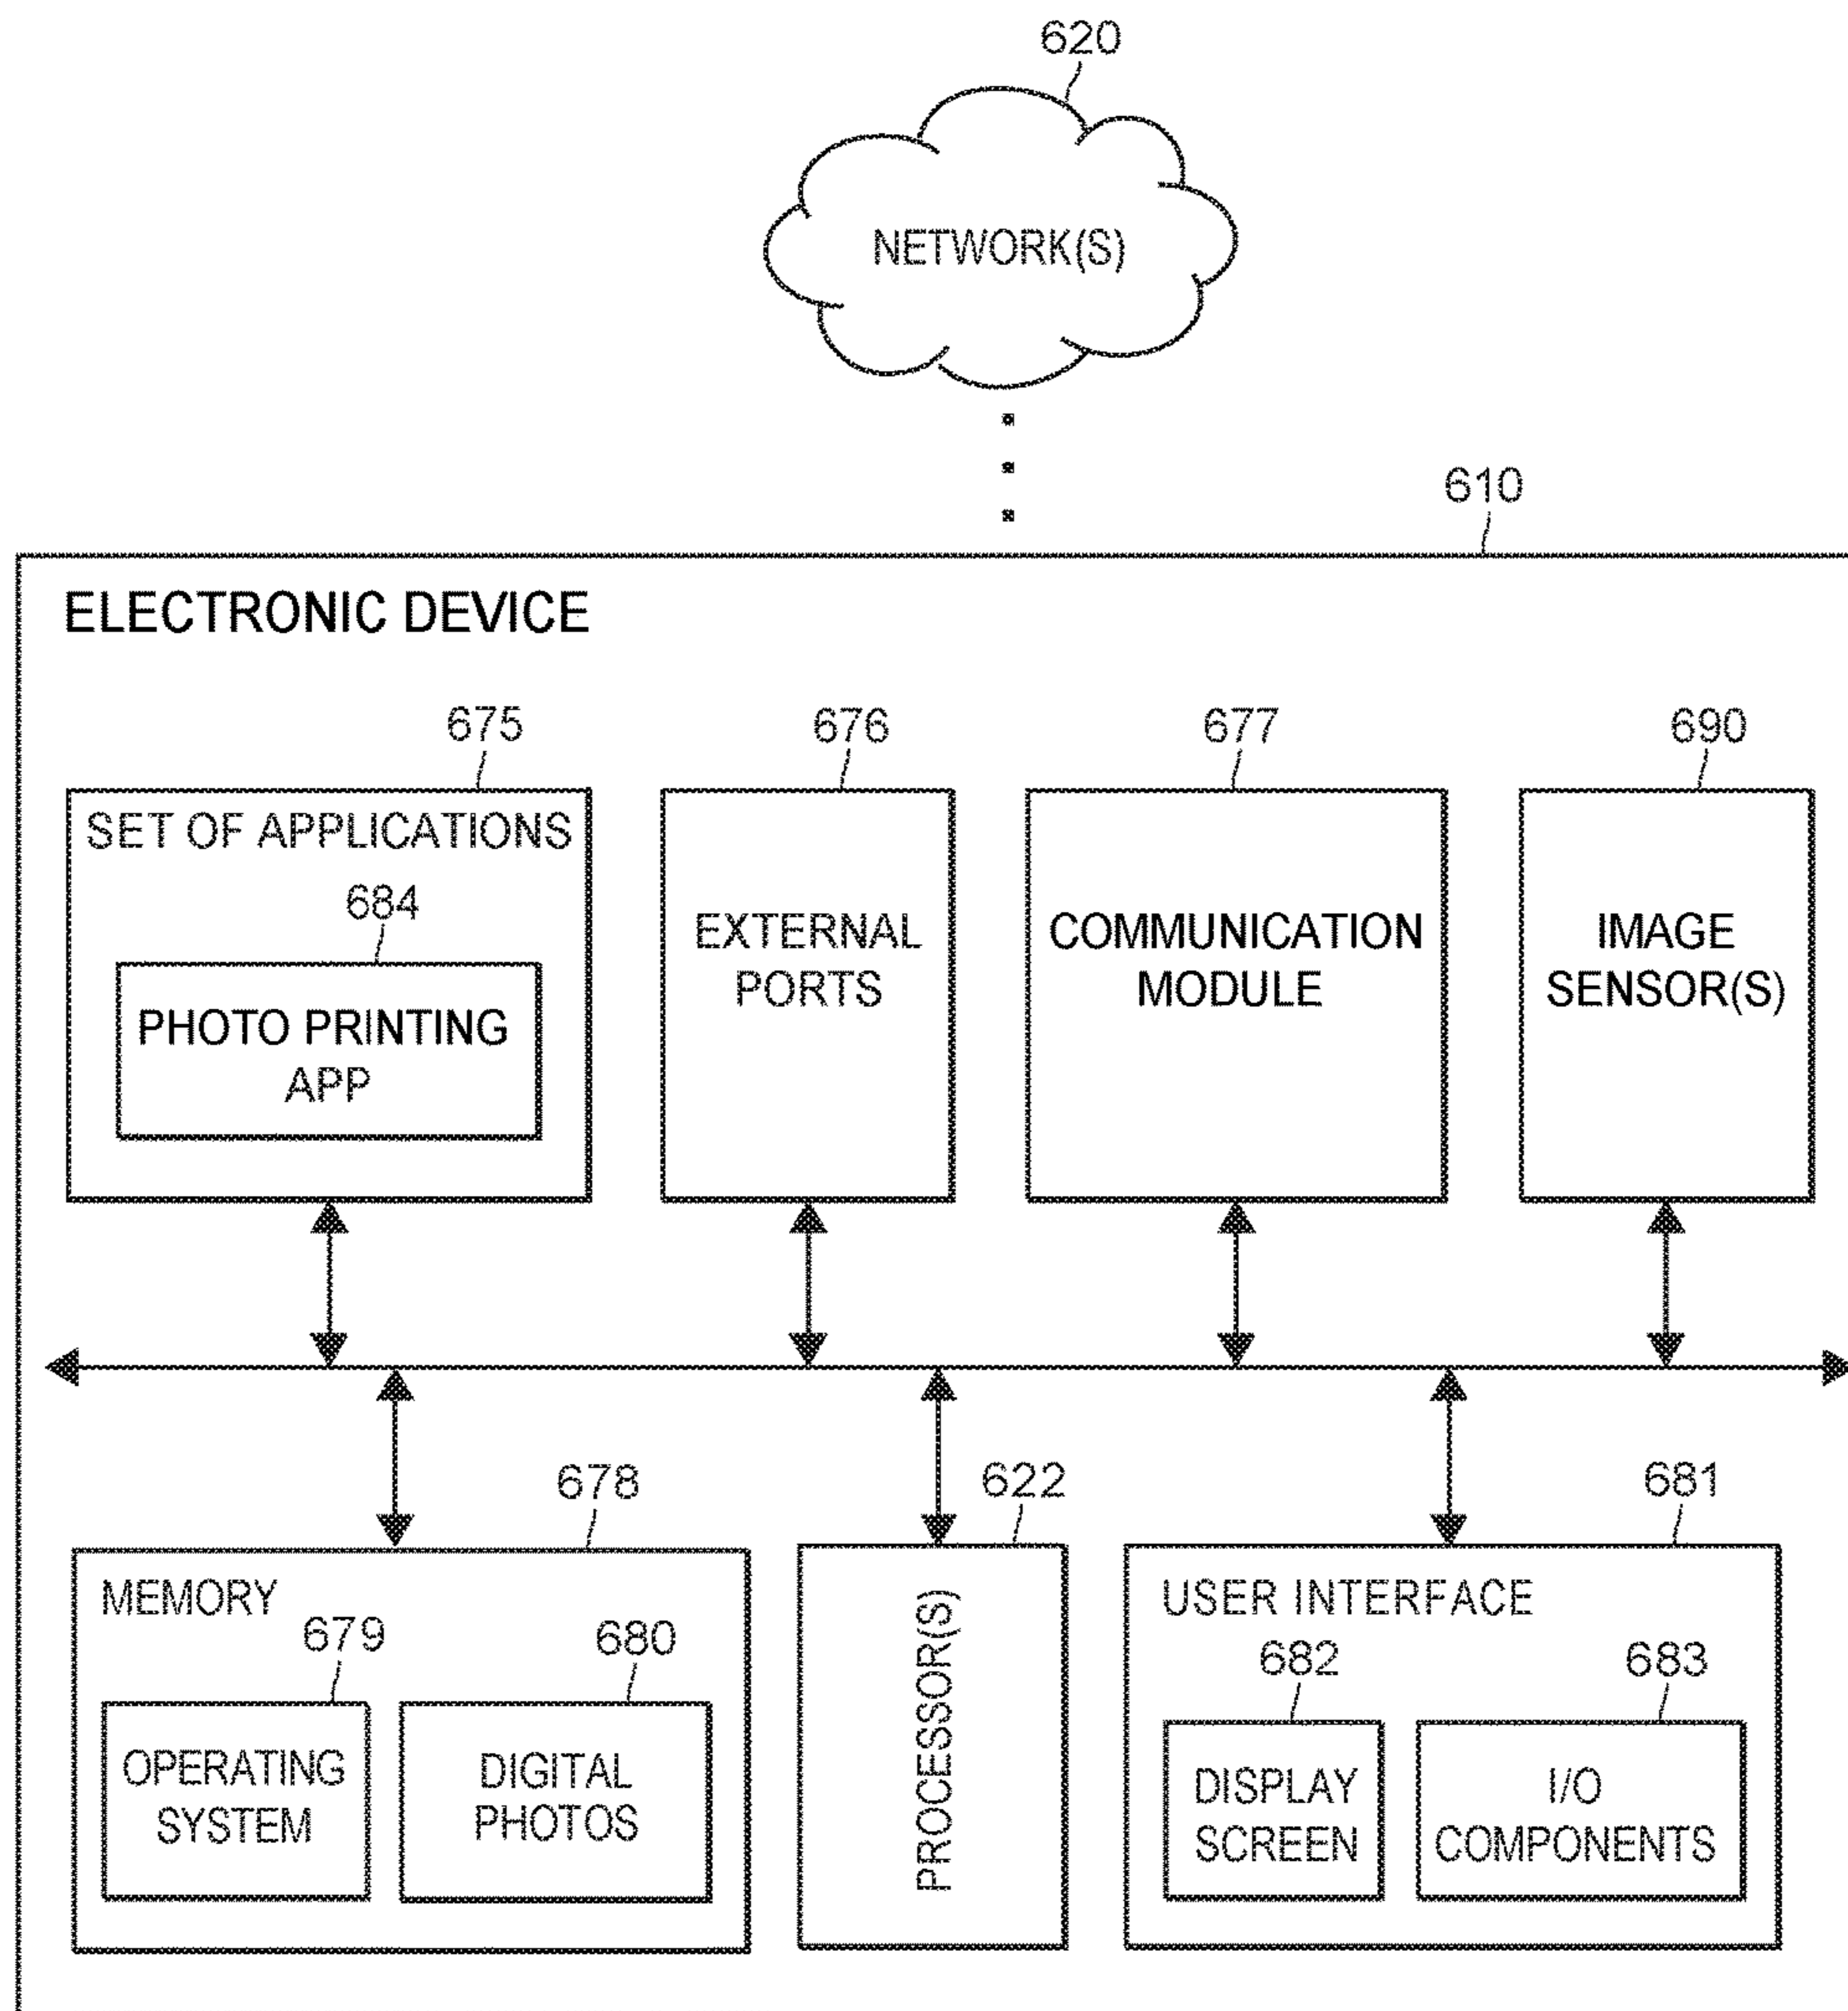 620
NETWORK(S)
610
ELECTRONIC DEVICE
675
SET OF APPLICATIONS
684
PHOTO PRINTING
APP
676
EXTERNAL
PORTS
677
COMMUNICATION
MODULE
690
IMAGE
SENSOR(S)
678
MEMORY
679
OPERATING
SYSTEM
680
DIGITAL
PHOTOS
622
PROCESSOR(S)
681
USER INTERFACE
682
DISPLAY
SCREEN
683
I/O
COMPONENTS